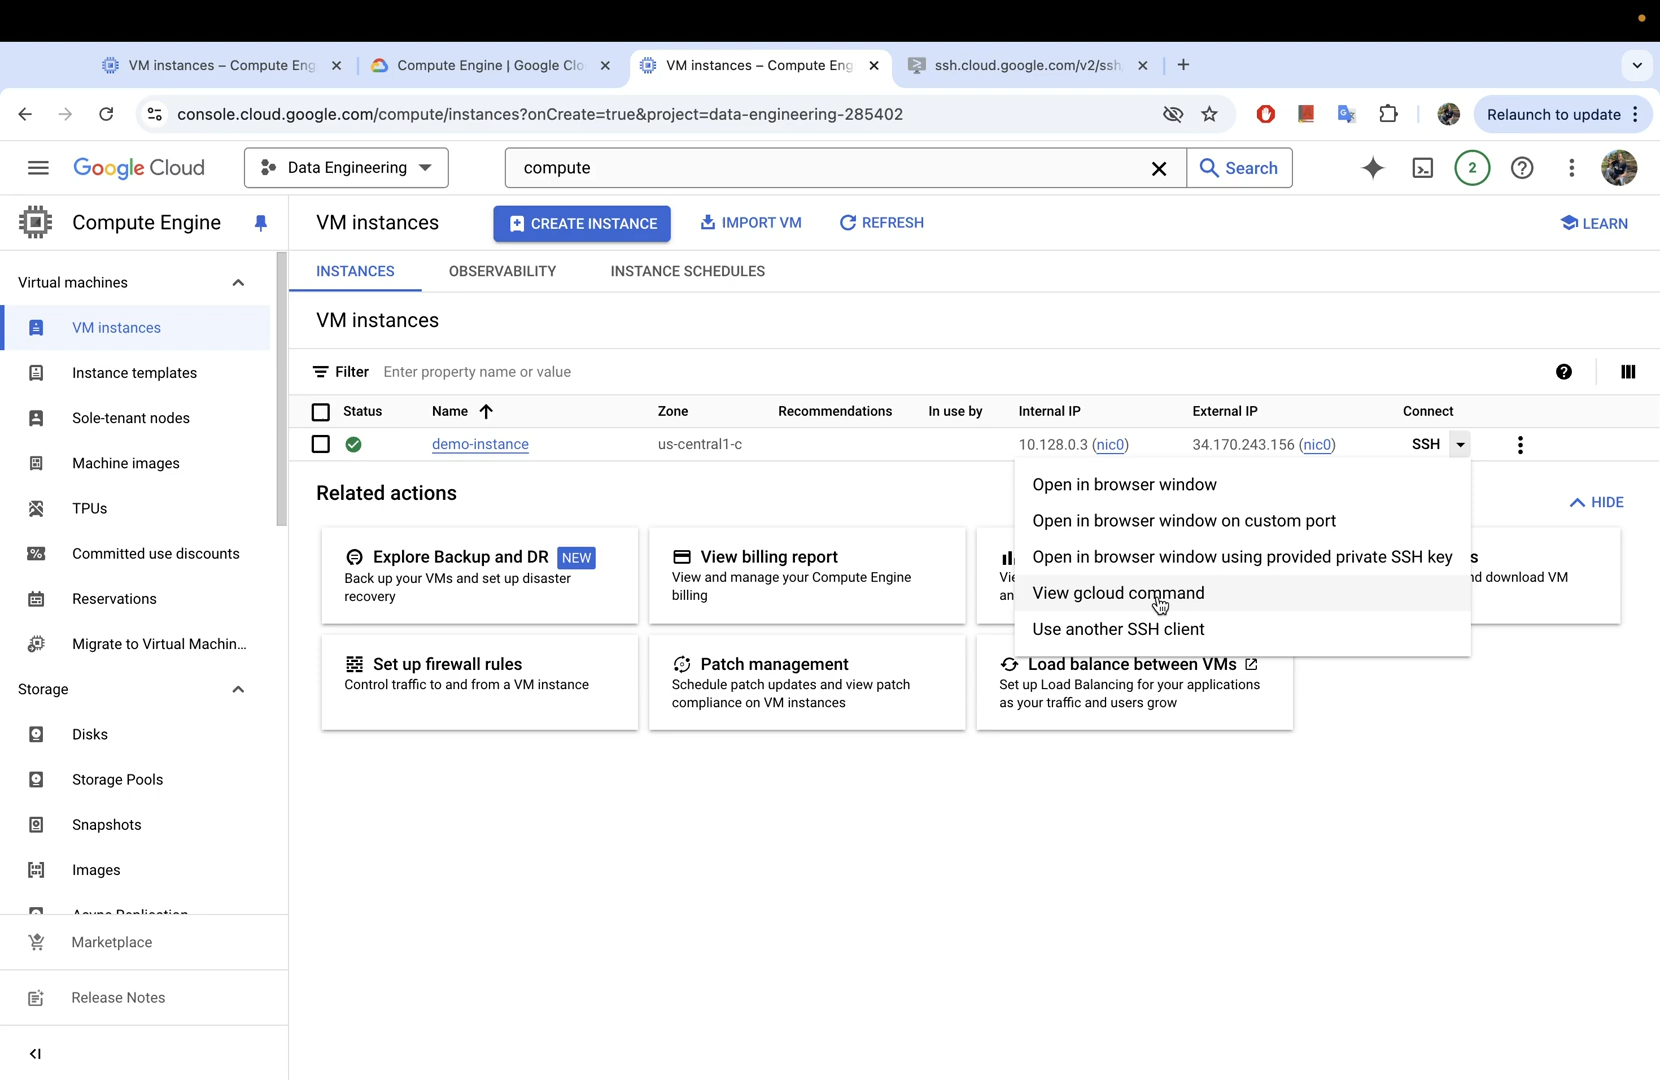 VM instances – Compute Eng
Compute Engine | Google Clo
VM instances – Compute Eng
ssh.cloud.google.com/v2/ssh/
console.cloud.google.com/compute/instances?onCreate=true&project=data-engineering-285402
Relaunch to update
Google Cloud
Data Engineering
compute
Search
2
Compute Engine
VM instances
CREATE INSTANCE
IMPORT VM
REFRESH
LEARN
Virtual machines
VM instances
Instance templates
Sole-tenant nodes
Machine images
TPUs
Committed use discounts
Reservations
Migrate to Virtual Machin...
Storage
Disks
Storage Pools
Snapshots
Images
Async Replication
Marketplace
Release Notes
INSTANCES
OBSERVABILITY
INSTANCE SCHEDULES
VM instances
Filter Enter property name or value
Status Name Zone Recommendations In use by Internal IP External IP Connect
demo-instance us-central1-c 10.128.0.3 (nic0) 34.170.243.156 (nic0) SSH
Open in browser window
Open in browser window on custom port
Open in browser window using provided private SSH key
View gcloud command
Use another SSH client
Related actions
HIDE
Explore Backup and DR NEW
Back up your VMs and set up disaster
recovery
View billing report
View and manage your Compute Engine
billing
d download VM
Set up firewall rules
Control traffic to and from a VM instance
Patch management
Schedule patch updates and view patch
compliance on VM instances
Load balance between VMs
Set up Load Balancing for your applications
as your traffic and users grow